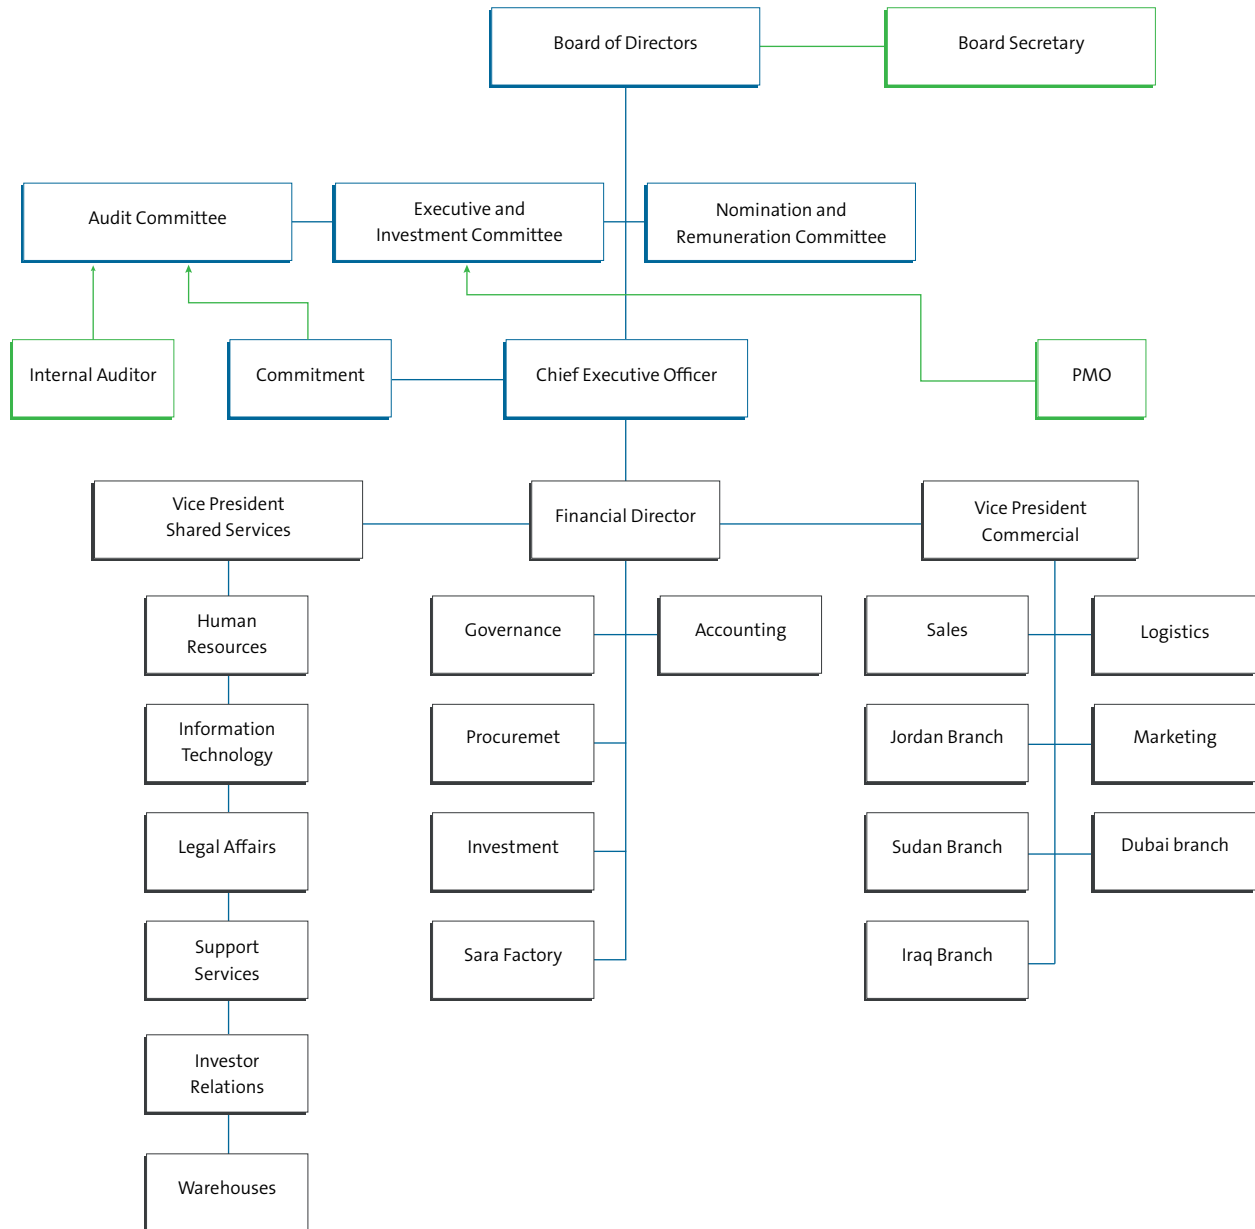 Board of Directors
Board Secretary
Audit Committee
Executive and
Investment Committee
Nomination and
Remuneration Committee
Internal Auditor
Commitment
Chief Executive Officer
PMO
Vice President
Shared Services
Financial Director
Vice President
Commercial
Human
Resources
Governance
Accounting
Sales
Logistics
Information
Technology
Procuremet
Jordan Branch
Marketing
Legal Affairs
Investment
Sudan Branch
Dubai branch
Support
Services
Sara Factory
Iraq Branch
Investor
Relations
Warehouses